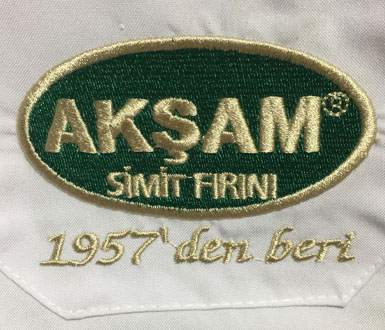 AKŞAM®
SİMİT FIRINI
1957'den beri